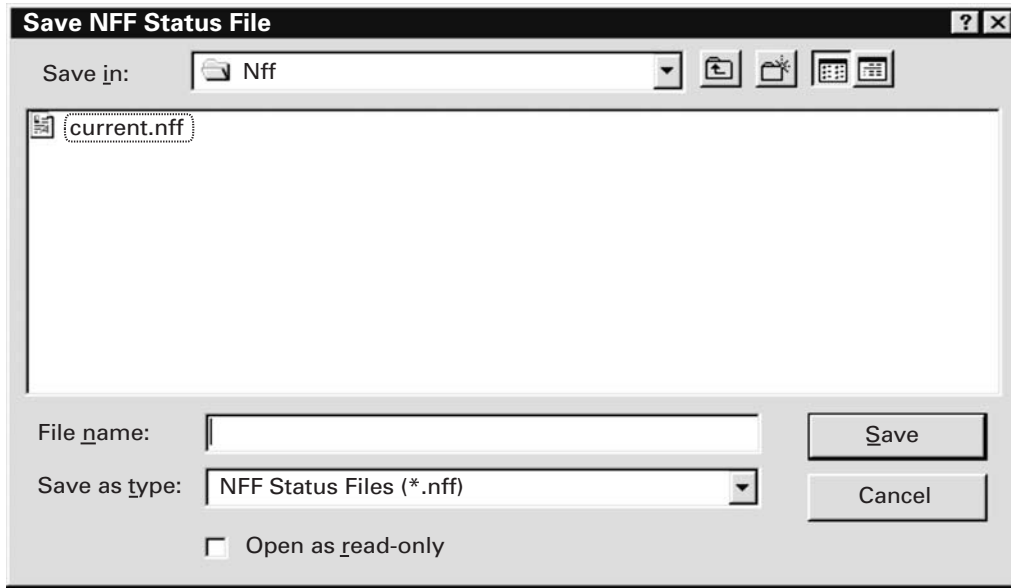 Save NFF Status File
Save in: Nff
current.nff
File name:
Save
Save as type: NFF Status Files (*.nff)
Cancel
Open as read-only